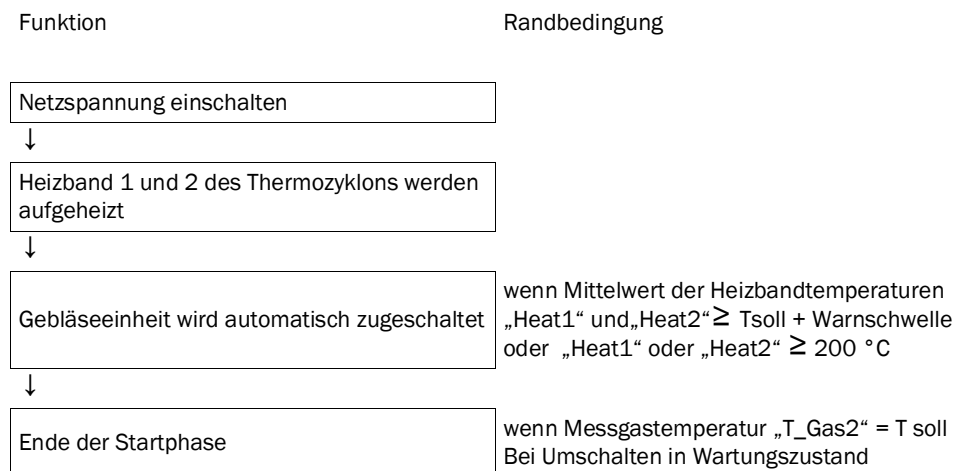 Funktion
Randbedingung
Netzspannung einschalten
↓
Heizband 1 und 2 des Thermozyklons werden
aufgeheizt
↓
Gebläseeinheit wird automatisch zugeschaltet
wenn Mittelwert der Heizbandtemperaturen
„Heat1“ und„Heat2“≥ Tsoll + Warnschwelle
oder „Heat1“ oder „Heat2“ ≥ 200 °C
↓
Ende der Startphase
wenn Messgastemperatur „T_Gas2“ = T soll
Bei Umschalten in Wartungszustand